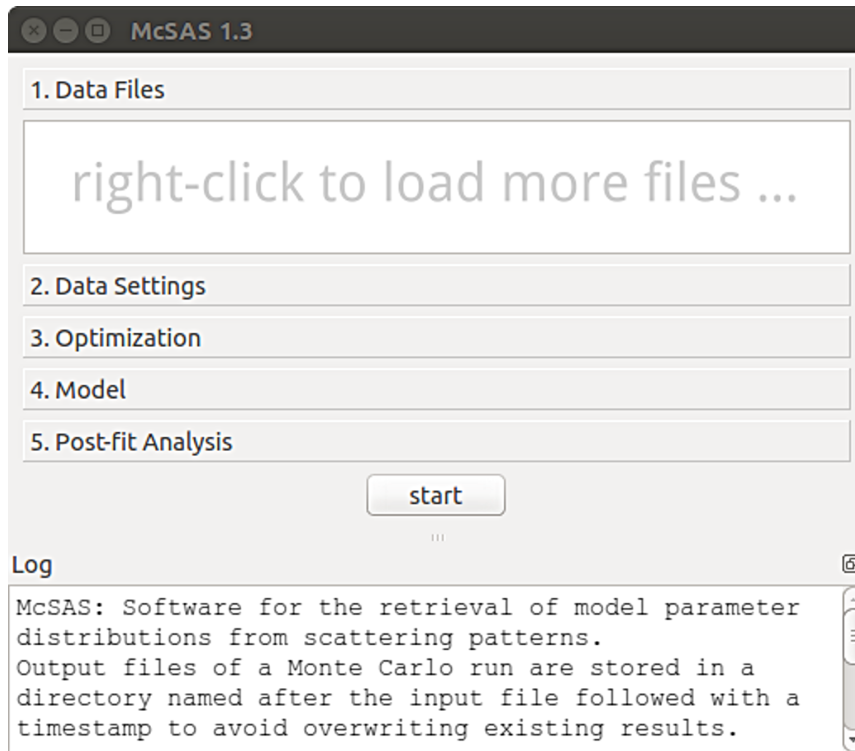 McSAS 1.3
1. Data Files
right-click to load more files ...
2. Data Settings
3. Optimization
4. Model
5. Post-fit Analysis
start
Log
McSAS: Software for the retrieval of model parameter
distributions from scattering patterns.
Output files of a Monte Carlo run are stored in a
directory named after the input file followed with a
timestamp to avoid overwriting existing results.